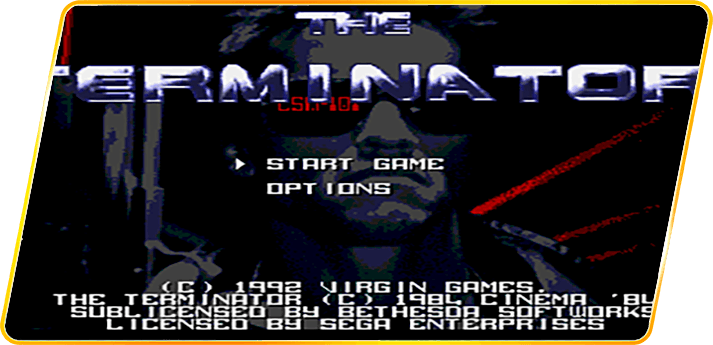 THE
TERMINATOR
START GAME
OPTIONS
(C) 1992 VIRGIN GAMES.
THE TERMINATOR (C) 1984 CINEMA '84
SUBLICENSED BY BETHESDA SOFTWORKS
LICENSED BY SEGA ENTERPRISES